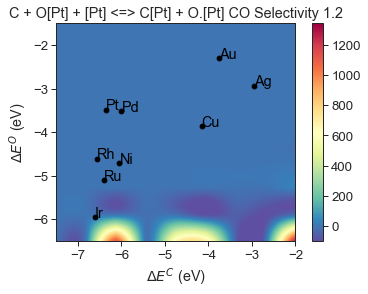 C + O[Pt] + [Pt] <=> C[Pt] + O.[Pt] CO Selectivity 1.2
−2
−3
−4
−5
−6
ΔE^O (eV)
Au
Ag
Pt
Pd
Cu
Rh
Ni
Ru
Ir
−7
−6
−5
−4
−3
−2
ΔE^C (eV)
1200
1000
800
600
400
200
0